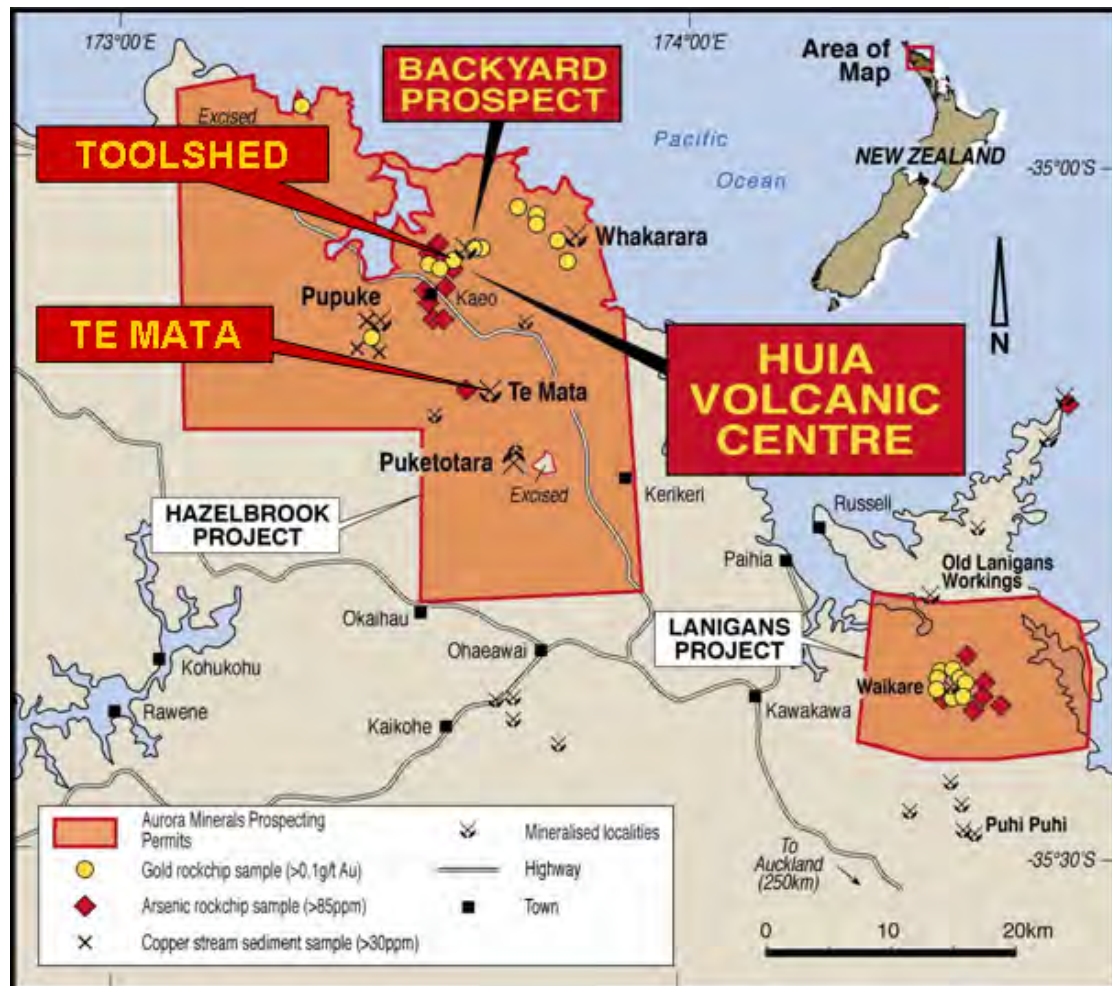 173°00'E
174°00'E
Area of
Map
BACKYARD
PROSPECT
Excised
TOOLSHED
Pacific
Ocean
NEW ZEALAND
-35°00'S
Whakarara
Kaeo
Pupuke
TE MATA
N
HUIA
VOLCANIC
CENTRE
Te Mata
Puketotara
Excised
Kerikeri
HAZELBROOK
PROJECT
Russell
Paihia
Old Lanigans
Workings
Okaihau
LANIGANS
PROJECT
Ohaeawai
Kohukohu
Waikare
Rawene
Kawakawa
Kaikohe
Puhi Puhi
To
Auckland
(250km)
-35°30'S
Aurora Minerals Prospecting
Permits
Mineralised localities
Gold rockchip sample (>0.1g/t Au)
Highway
Arsenic rockchip sample (>85ppm)
Town
Copper stream sediment sample (>30ppm)
0 10 20km